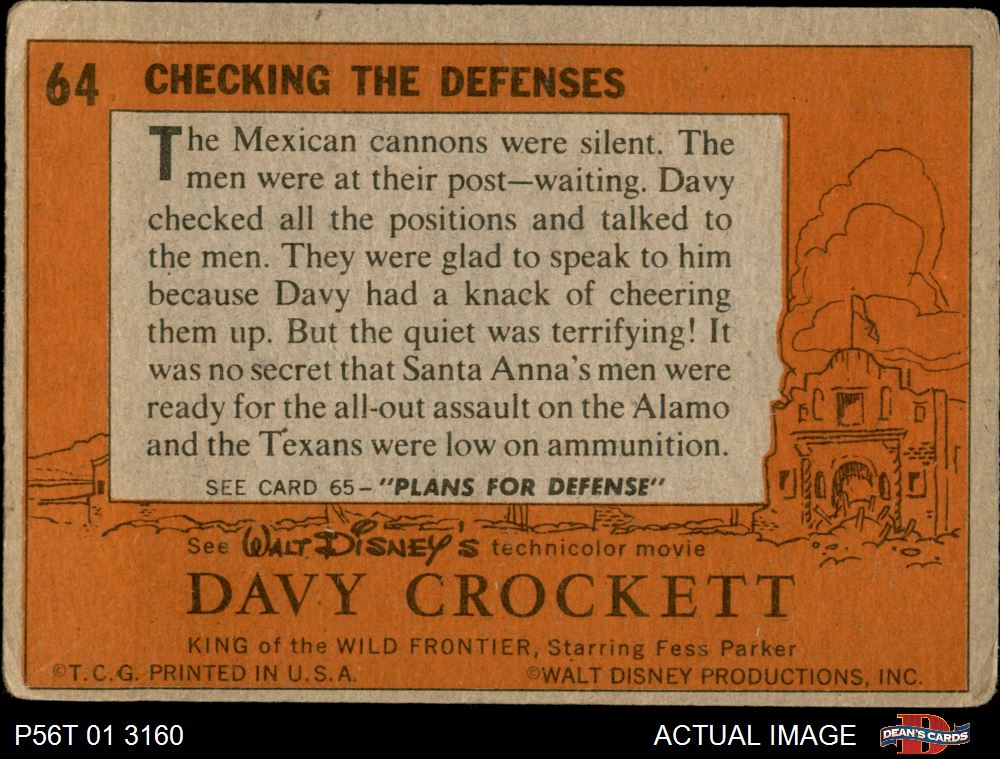 64 CHECKING THE DEFENSES
The Mexican cannons were silent. The
men were at their post—waiting. Davy
checked all the positions and talked to
the men. They were glad to speak to him
because Davy had a knack of cheering
them up. But the quiet was terrifying! It
was no secret that Santa Anna's men were
ready for the all-out assault on the Alamo
and the Texans were low on ammunition.
SEE CARD 65—"PLANS FOR DEFENSE"
See WALT DISNEY'S technicolor movie
DAVY CROCKETT
KING of the WILD FRONTIER, Starring Fess Parker
©T.C.G. PRINTED IN U.S.A. ©WALT DISNEY PRODUCTIONS, INC.
P56T 01 3160 ACTUAL IMAGE D DEAN'S CARDS